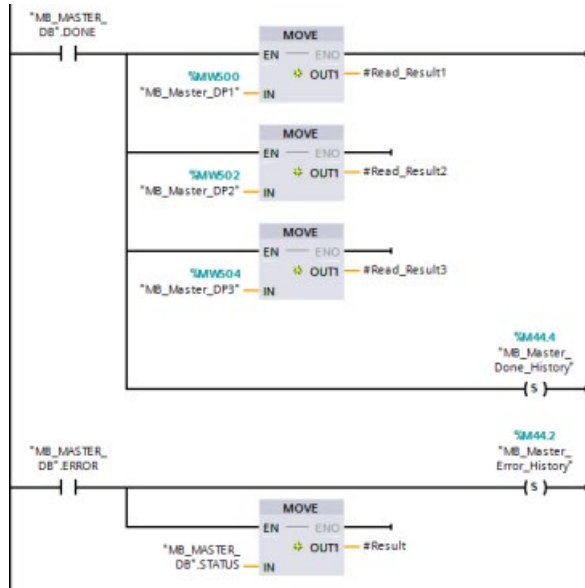 "MB_MASTER_
DB".DONE
MOVE
EN ENO
%MW500
"MB_Master_DP1" IN
OUT1 #Read_Result1
MOVE
EN ENO
%MW502
"MB_Master_DP2" IN
OUT1 #Read_Result2
MOVE
EN ENO
%MW504
"MB_Master_DP3" IN
OUT1 #Read_Result3
%M44.4
"MB_Master_
Done_History"
S
"MB_MASTER_
DB".ERROR
%M44.2
"MB_Master_
Error_History"
S
MOVE
EN ENO
"MB_MASTER_
DB".STATUS IN
OUT1 #Result